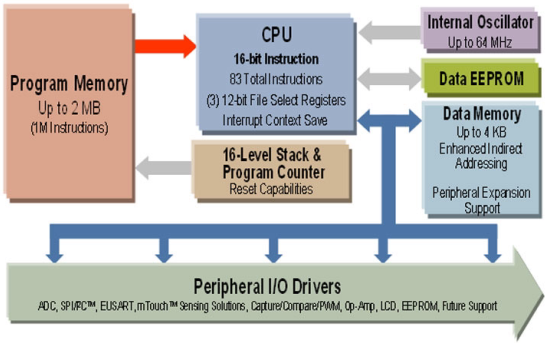 Program Memory
Up to 2 MB
(1M Instructions)
CPU
16-bit Instruction
83 Total Instructions
(3) 12-bit File Select Registers
Interrupt Context Save
Internal Oscillator
Up to 64 MHz
Data EEPROM
Data Memory
Up to 4 KB
Enhanced Indirect
Addressing
Peripheral Expansion
Support
16-Level Stack &
Program Counter
Reset Capabilities
Peripheral I/O Drivers
ADC, SPI/I²C™, EUSART, mTouch™ Sensing Solutions, Capture/Compare/PWM, Op-Amp, LCD, EEPROM, Future Support